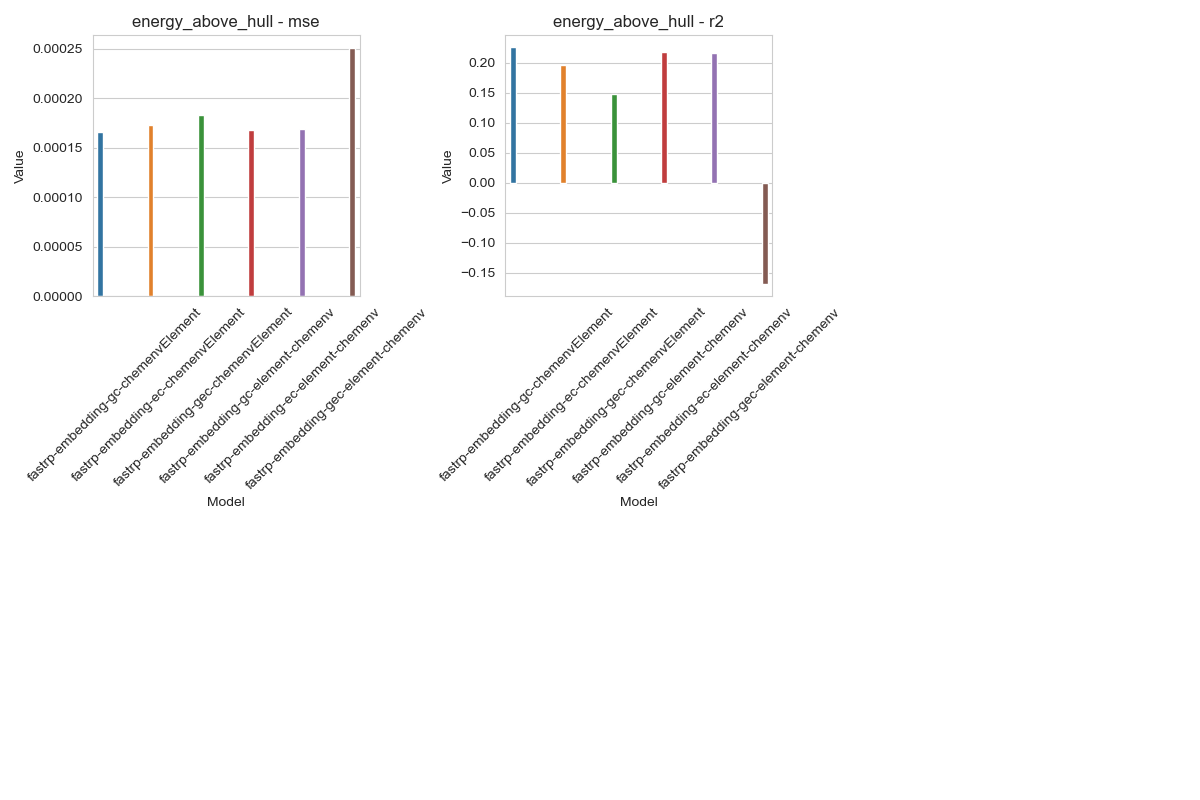 energy_above_hull - mse
Value
0.00025
0.00020
0.00015
0.00010
0.00005
0.00000
fastrp-embedding-gc-chemenvElement
fastrp-embedding-ec-chemenvElement
fastrp-embedding-gec-chemenvElement
fastrp-embedding-gc-element-chemenv
fastrp-embedding-ec-element-chemenv
fastrp-embedding-gec-element-chemenv
Model
energy_above_hull - r2
Value
0.20
0.15
0.10
0.05
0.00
−0.05
−0.10
−0.15
fastrp-embedding-gc-chemenvElement
fastrp-embedding-ec-chemenvElement
fastrp-embedding-gec-chemenvElement
fastrp-embedding-gc-element-chemenv
fastrp-embedding-ec-element-chemenv
fastrp-embedding-gec-element-chemenv
Model